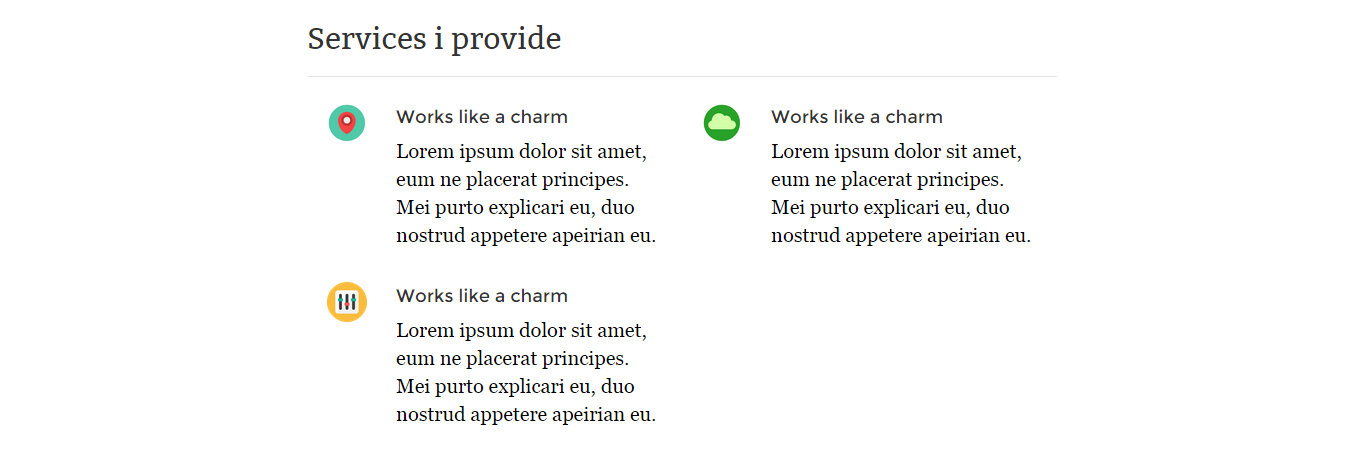 Services i provide
Works like a charm
Lorem ipsum dolor sit amet,
eum ne placerat principes.
Mei purto explicari eu, duo
nostrud appetere apeirian eu.
Works like a charm
Lorem ipsum dolor sit amet,
eum ne placerat principes.
Mei purto explicari eu, duo
nostrud appetere apeirian eu.
Works like a charm
Lorem ipsum dolor sit amet,
eum ne placerat principes.
Mei purto explicari eu, duo
nostrud appetere apeirian eu.